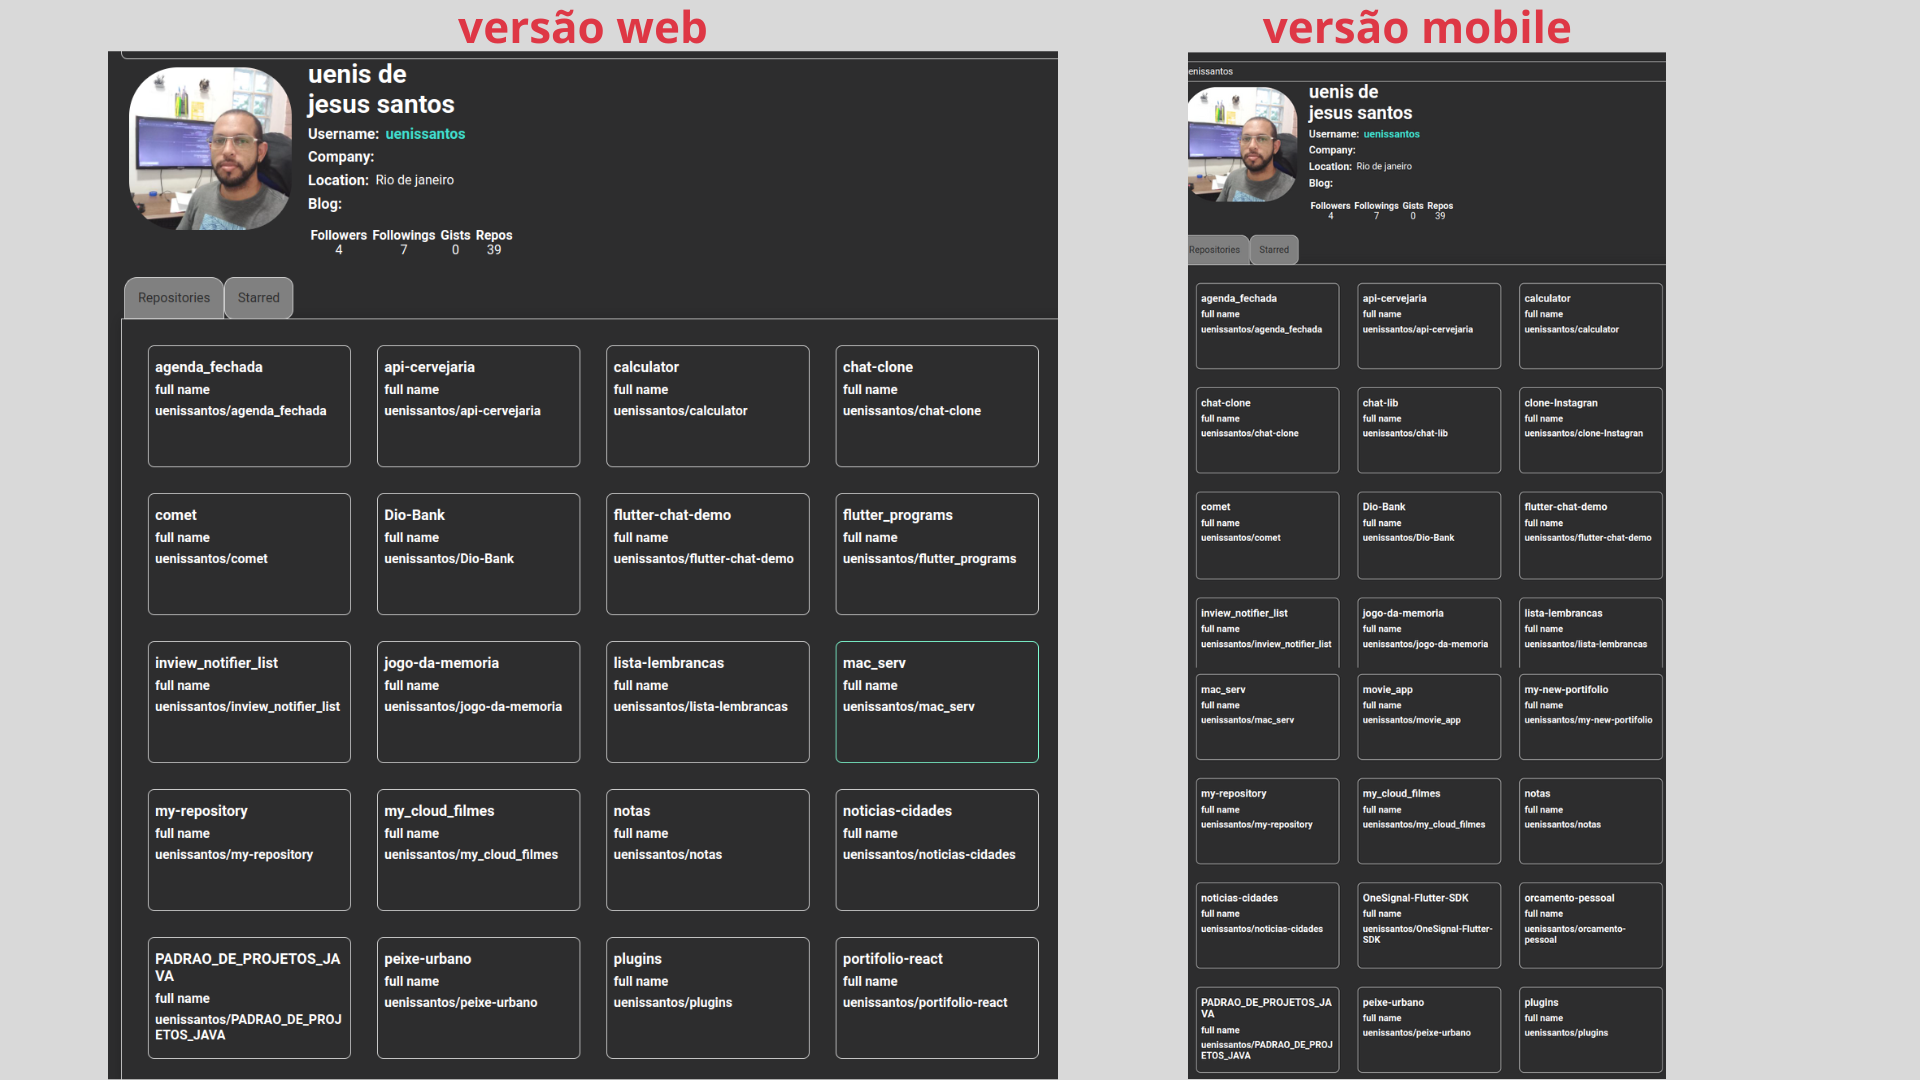 versão web
uenis de
jesus santos
Username: uenissantos
Company:
Location: Rio de janeiro
Blog:
Followers Followings Gists Repos
4 7 0 39
Repositories Starred
agenda_fechada
full name
uenissantos/agenda_fechada
api-cervejaria
full name
uenissantos/api-cervejaria
calculator
full name
uenissantos/calculator
chat-clone
full name
uenissantos/chat-clone
comet
full name
uenissantos/comet
Dio-Bank
full name
uenissantos/Dio-Bank
flutter-chat-demo
full name
uenissantos/flutter-chat-demo
flutter_programs
full name
uenissantos/flutter_programs
inview_notifier_list
full name
uenissantos/inview_notifier_list
jogo-da-memoria
full name
uenissantos/jogo-da-memoria
lista-lembrancas
full name
uenissantos/lista-lembrancas
mac_serv
full name
uenissantos/mac_serv
my-repository
full name
uenissantos/my-repository
my_cloud_filmes
full name
uenissantos/my_cloud_filmes
notas
full name
uenissantos/notas
noticias-cidades
full name
uenissantos/noticias-cidades
PADRAO_DE_PROJETOS_JA
VA
full name
uenissantos/PADRAO_DE_PROJ
ETOS_JAVA
peixe-urbano
full name
uenissantos/peixe-urbano
plugins
full name
uenissantos/plugins
portifolio-react
full name
uenissantos/portifolio-react
versão mobile
enissantos
uenis de
jesus santos
Username: uenissantos
Company:
Location: Rio de janeiro
Blog:
Followers Followings Gists Repos
4 7 0 39
Repositories Starred
agenda_fechada
full name
uenissantos/agenda_fechada
api-cervejaria
full name
uenissantos/api-cervejaria
calculator
full name
uenissantos/calculator
chat-clone
full name
uenissantos/chat-clone
chat-lib
full name
uenissantos/chat-lib
clone-Instagran
full name
uenissantos/clone-Instagran
comet
full name
uenissantos/comet
Dio-Bank
full name
uenissantos/Dio-Bank
flutter-chat-demo
full name
uenissantos/flutter-chat-demo
inview_notifier_list
full name
uenissantos/inview_notifier_list
jogo-da-memoria
full name
uenissantos/jogo-da-memoria
lista-lembrancas
full name
uenissantos/lista-lembrancas
mac_serv
full name
uenissantos/mac_serv
movie_app
full name
uenissantos/movie_app
my-new-portifolio
full name
uenissantos/my-new-portifolio
my-repository
full name
uenissantos/my-repository
my_cloud_filmes
full name
uenissantos/my_cloud_filmes
notas
full name
uenissantos/notas
noticias-cidades
full name
uenissantos/noticias-cidades
OneSignal-Flutter-SDK
full name
uenissantos/OneSignal-Flutter-
SDK
orcamento-pessoal
full name
uenissantos/orcamento-
pessoal
PADRAO_DE_PROJETOS_JA
VA
full name
uenissantos/PADRAO_DE_PROJ
ETOS_JAVA
peixe-urbano
full name
uenissantos/peixe-urbano
plugins
full name
uenissantos/plugins